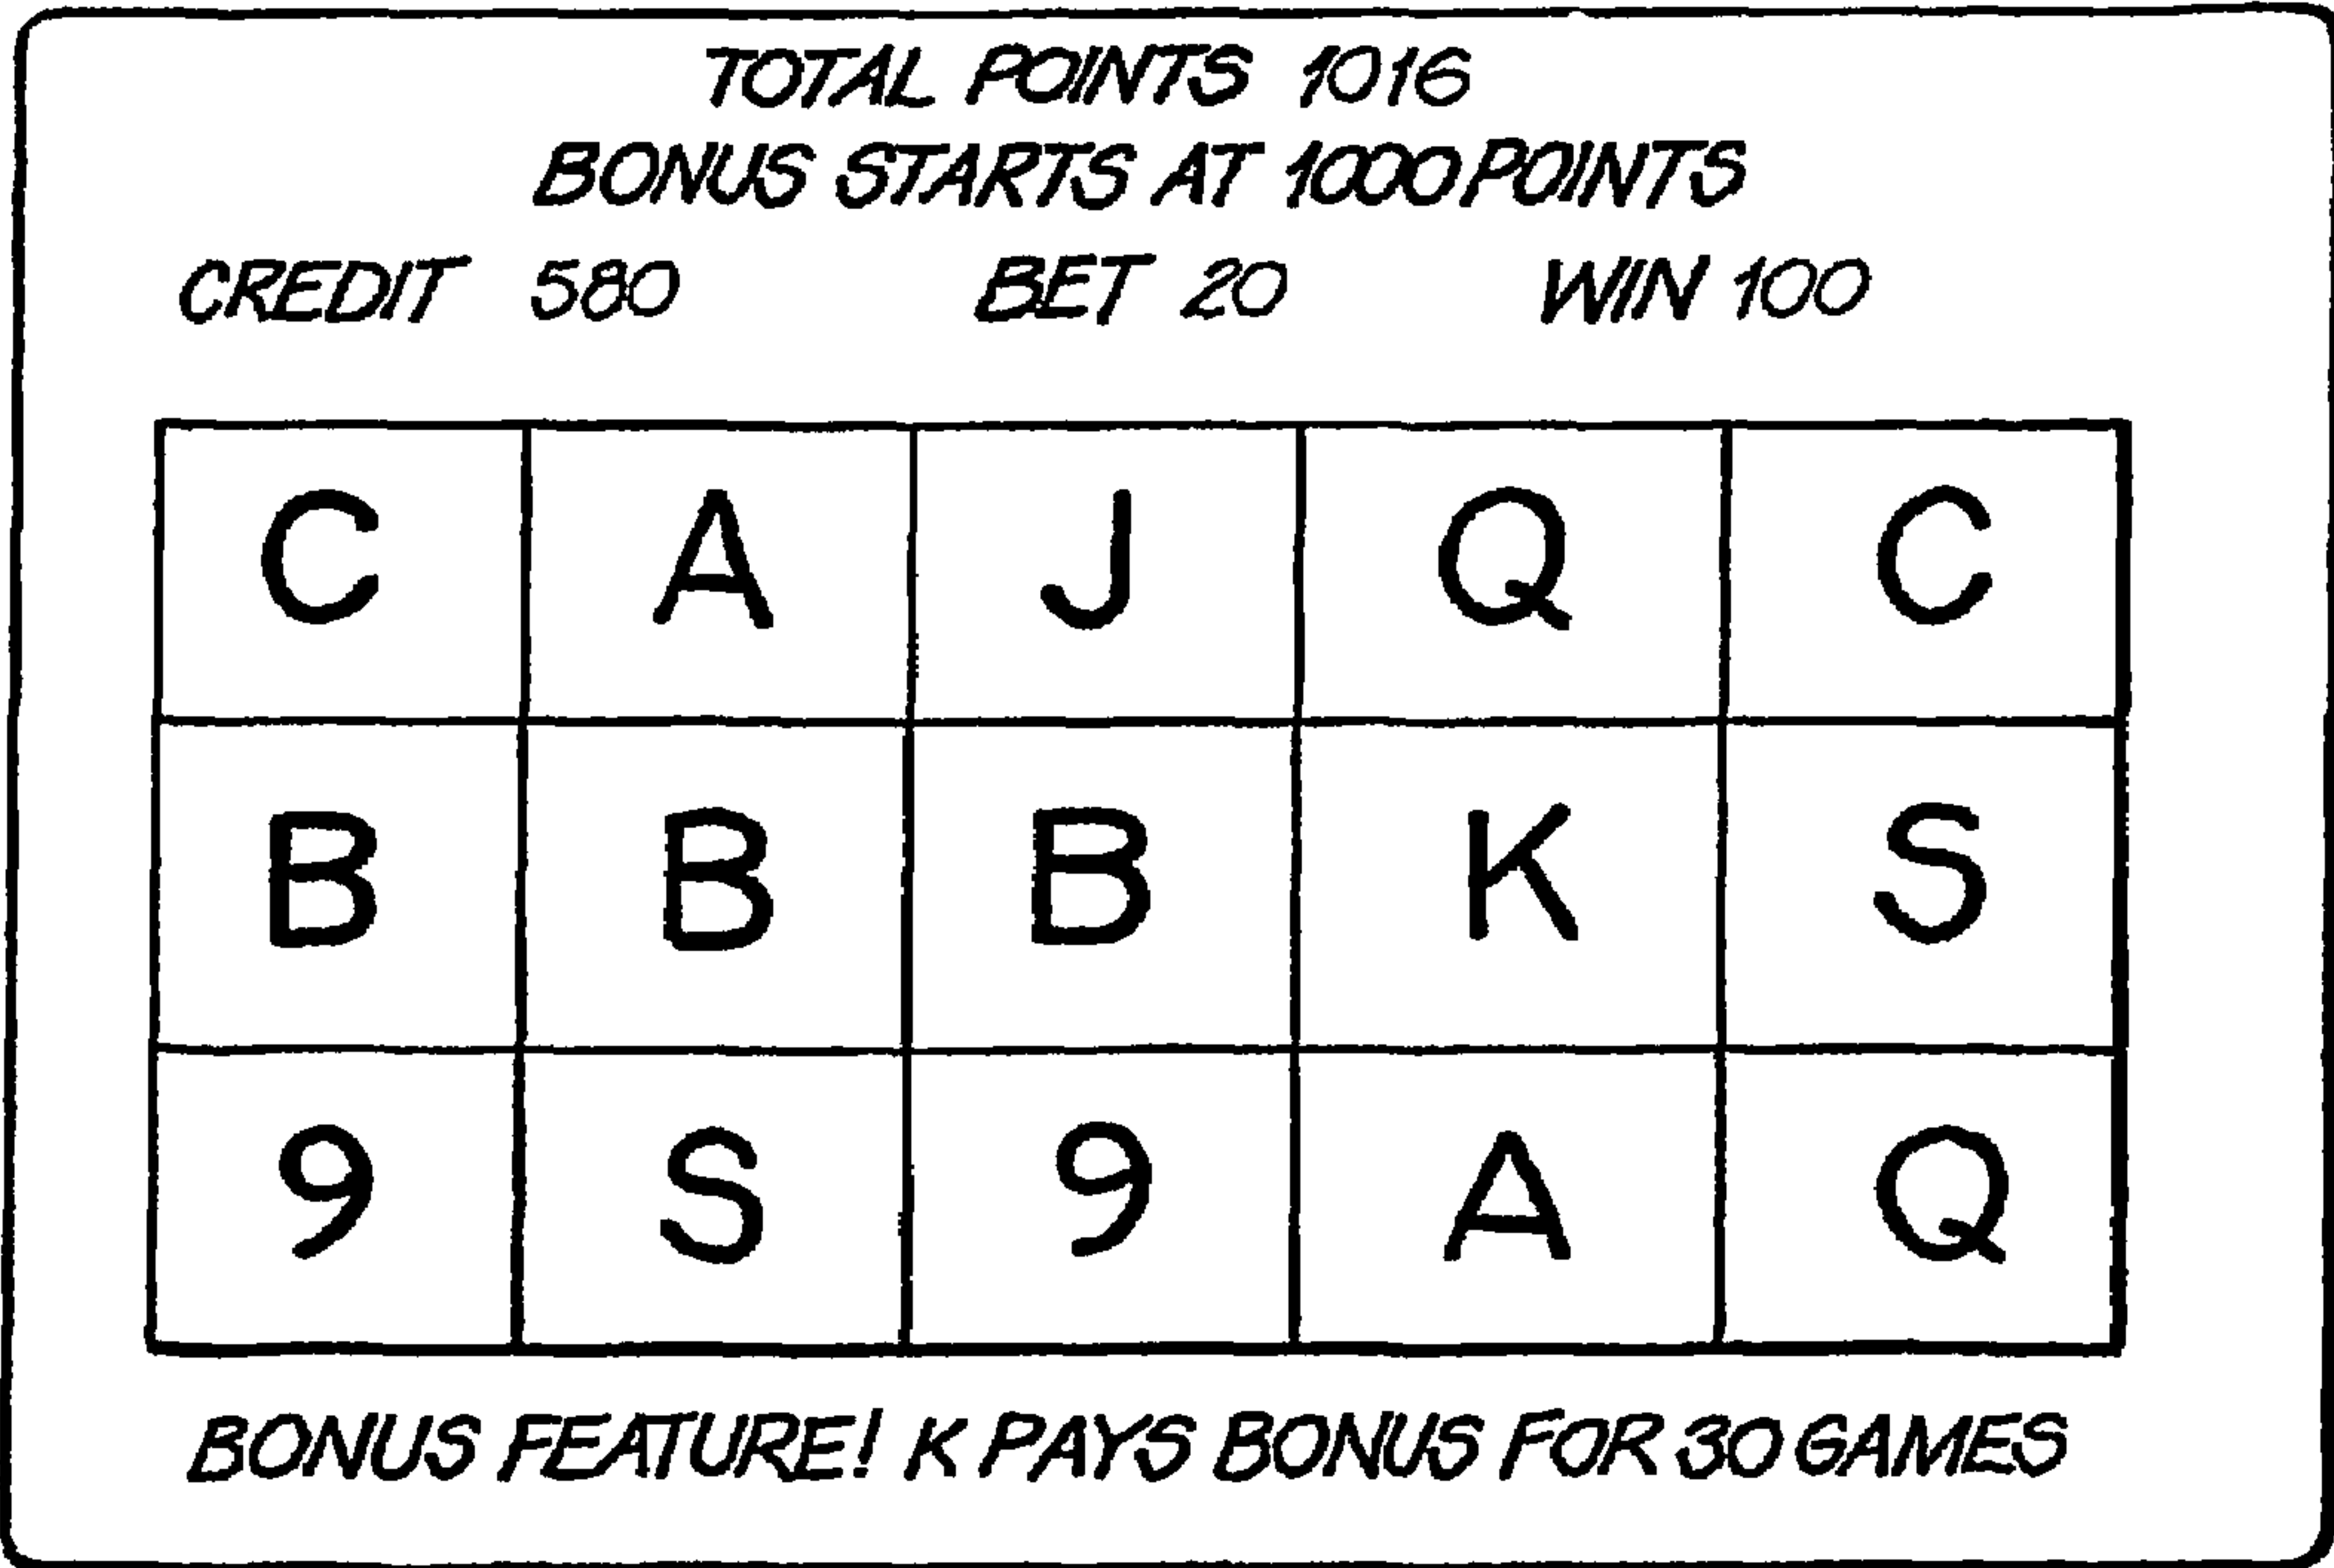 TOTAL POINTS 1016
BONUS STARTS AT 1000 POINTS
CREDIT 580 BET 20 WIN 100
C A J Q C
B B B K S
9 S 9 A Q
BONUS FEATURE! K PAYS BONUS FOR 30 GAMES